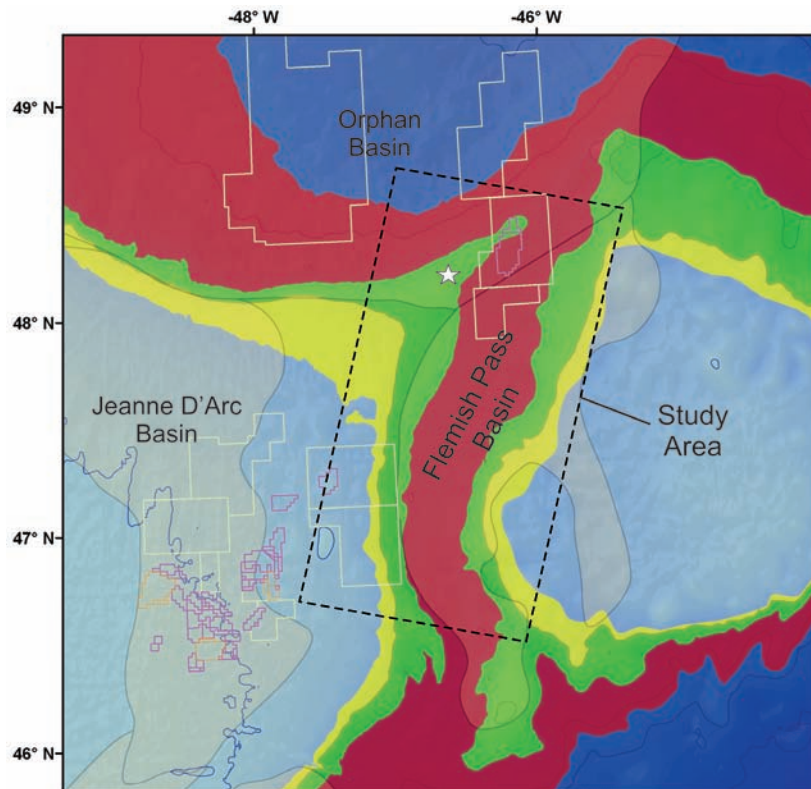 -48° W
-46° W
49° N
Orphan
Basin
48° N
Jeanne D'Arc
Basin
Flemish Pass
Basin
Study
Area
47° N
46° N